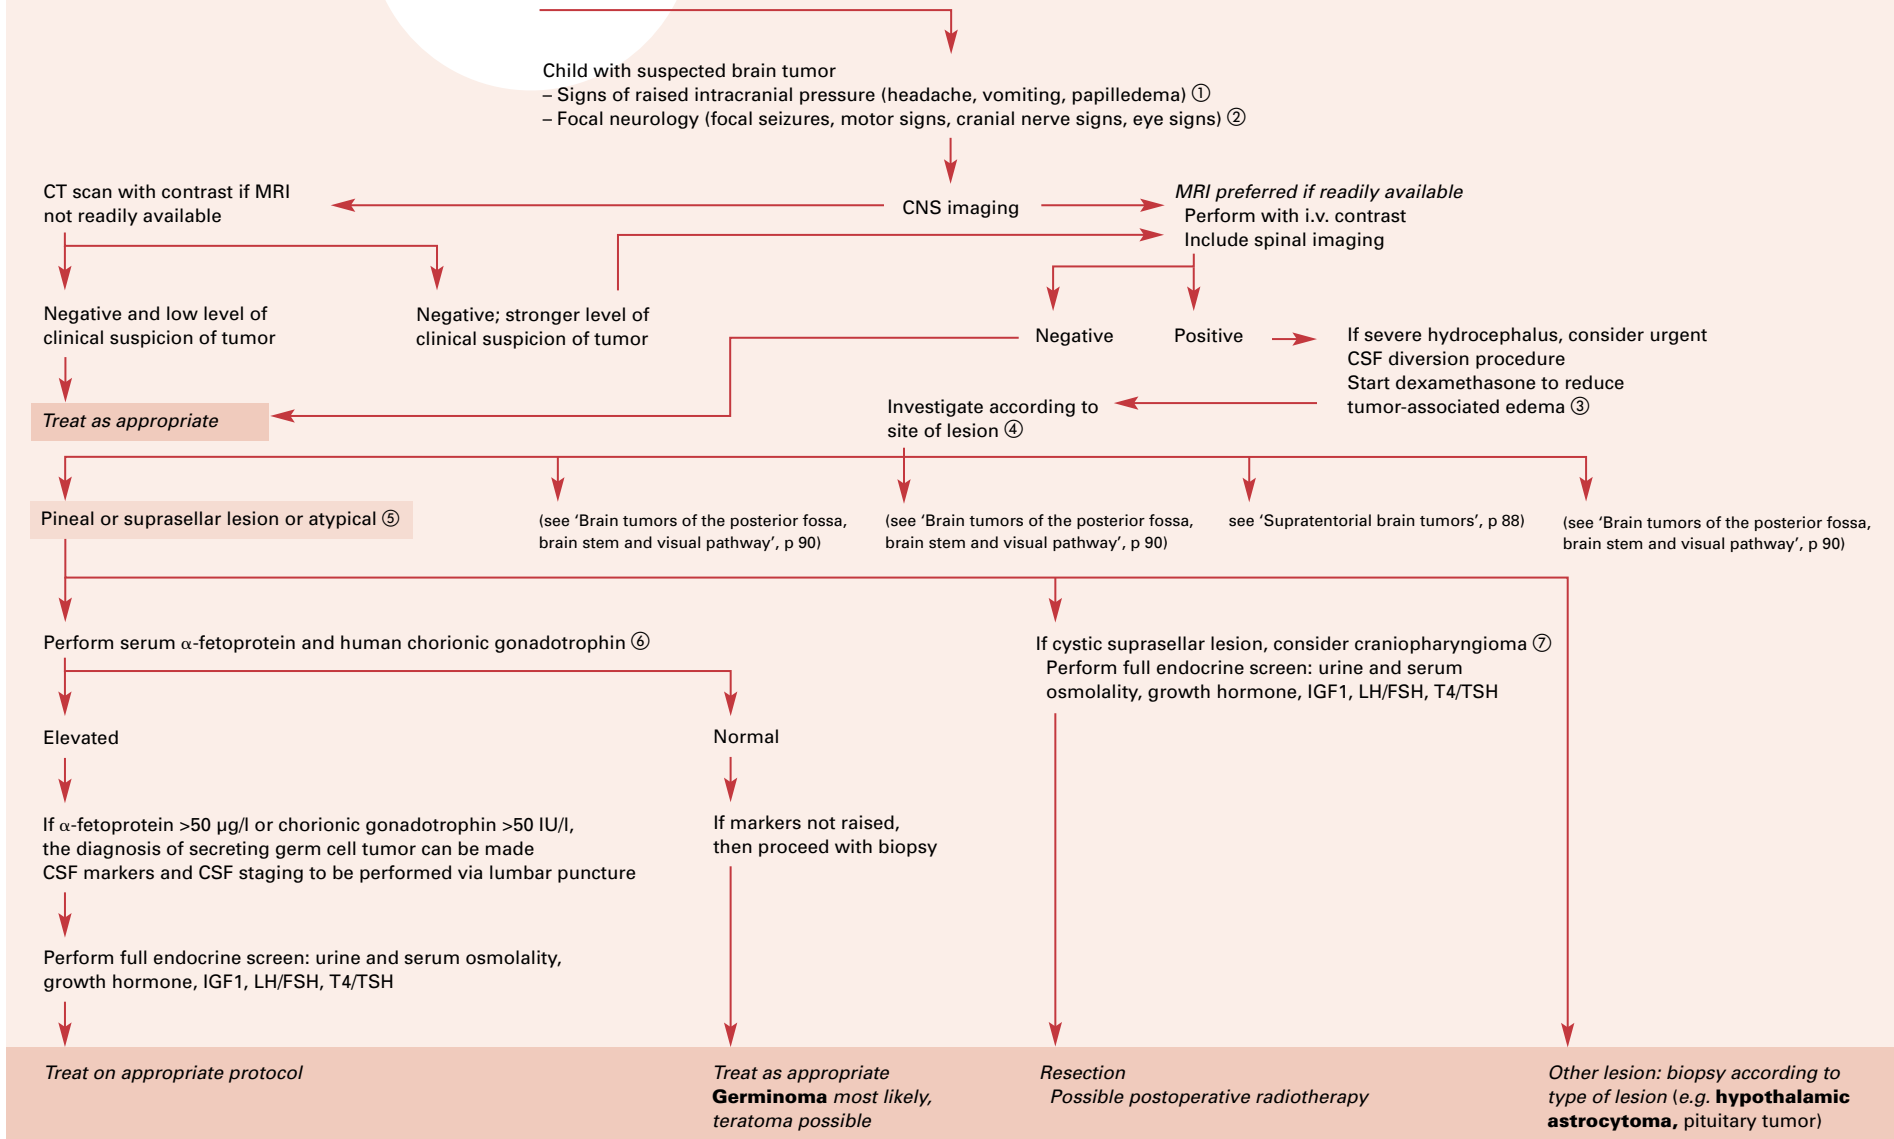 Child with suspected brain tumor
– Signs of raised intracranial pressure (headache, vomiting, papilledema) ①
– Focal neurology (focal seizures, motor signs, cranial nerve signs, eye signs) ②
CT scan with contrast if MRI
not readily available
CNS imaging
MRI preferred if readily available
Perform with i.v. contrast
Include spinal imaging
Negative and low level of
clinical suspicion of tumor
Negative; stronger level of
clinical suspicion of tumor
Negative
Positive
If severe hydrocephalus, consider urgent
CSF diversion procedure
Start dexamethasone to reduce
tumor-associated edema ③
Treat as appropriate
Investigate according to
site of lesion ④
Pineal or suprasellar lesion or atypical ⑤
(see ‘Brain tumors of the posterior fossa,
brain stem and visual pathway’, p 90)
(see ‘Brain tumors of the posterior fossa,
brain stem and visual pathway’, p 90)
see ‘Supratentorial brain tumors’, p 88)
(see ‘Brain tumors of the posterior fossa,
brain stem and visual pathway’, p 90)
Perform serum α-fetoprotein and human chorionic gonadotrophin ⑥
If cystic suprasellar lesion, consider craniopharyngioma ⑦
Perform full endocrine screen: urine and serum
osmolality, growth hormone, IGF1, LH/FSH, T4/TSH
Elevated
Normal
If α-fetoprotein >50 µg/l or chorionic gonadotrophin >50 IU/l,
the diagnosis of secreting germ cell tumor can be made
CSF markers and CSF staging to be performed via lumbar puncture
If markers not raised,
then proceed with biopsy
Perform full endocrine screen: urine and serum osmolality,
growth hormone, IGF1, LH/FSH, T4/TSH
Treat on appropriate protocol
Treat as appropriate
Germinoma most likely,
teratoma possible
Resection
Possible postoperative radiotherapy
Other lesion: biopsy according to
type of lesion (e.g. hypothalamic
astrocytoma, pituitary tumor)